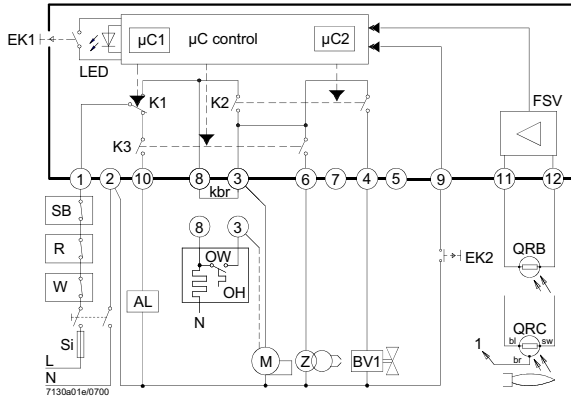 EK1
LED
µC1
µC control
µC2
K1
K2
K3
FSV
1
2
10
8
3
6
7
4
5
9
11
12
kbr
SB
R
W
Si
L
N
8
3
OW
OH
N
AL
M
Z
BV1
EK2
QRB
QRC
bl
sw
br
1
7130a01e/0700